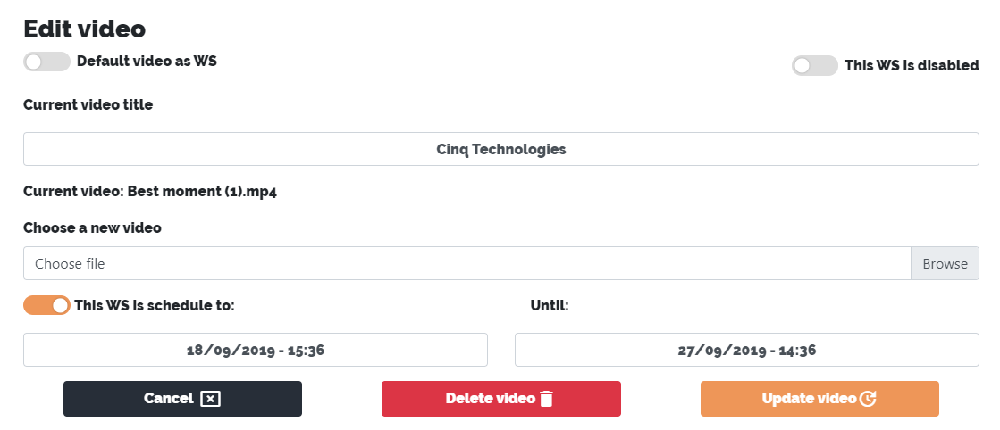 Edit video
Default video as WS
This WS is disabled
Current video title
Cinq Technologies
Current video: Best moment (1).mp4
Choose a new video
Choose file
Browse
This WS is schedule to:
Until:
18/09/2019 - 15:36
27/09/2019 - 14:36
Cancel
Delete video
Update video